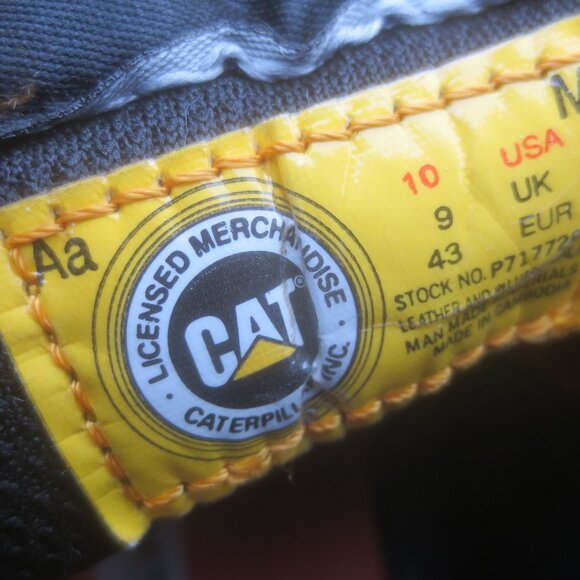 Aa
LICENSED MERCHANDISE
CAT®
CATERPILLAR INC.
M
10 USA
9 UK
43 EUR
STOCK NO. P71772
LEATHER AND
MAN MADE
MADE IN CAMBODIA